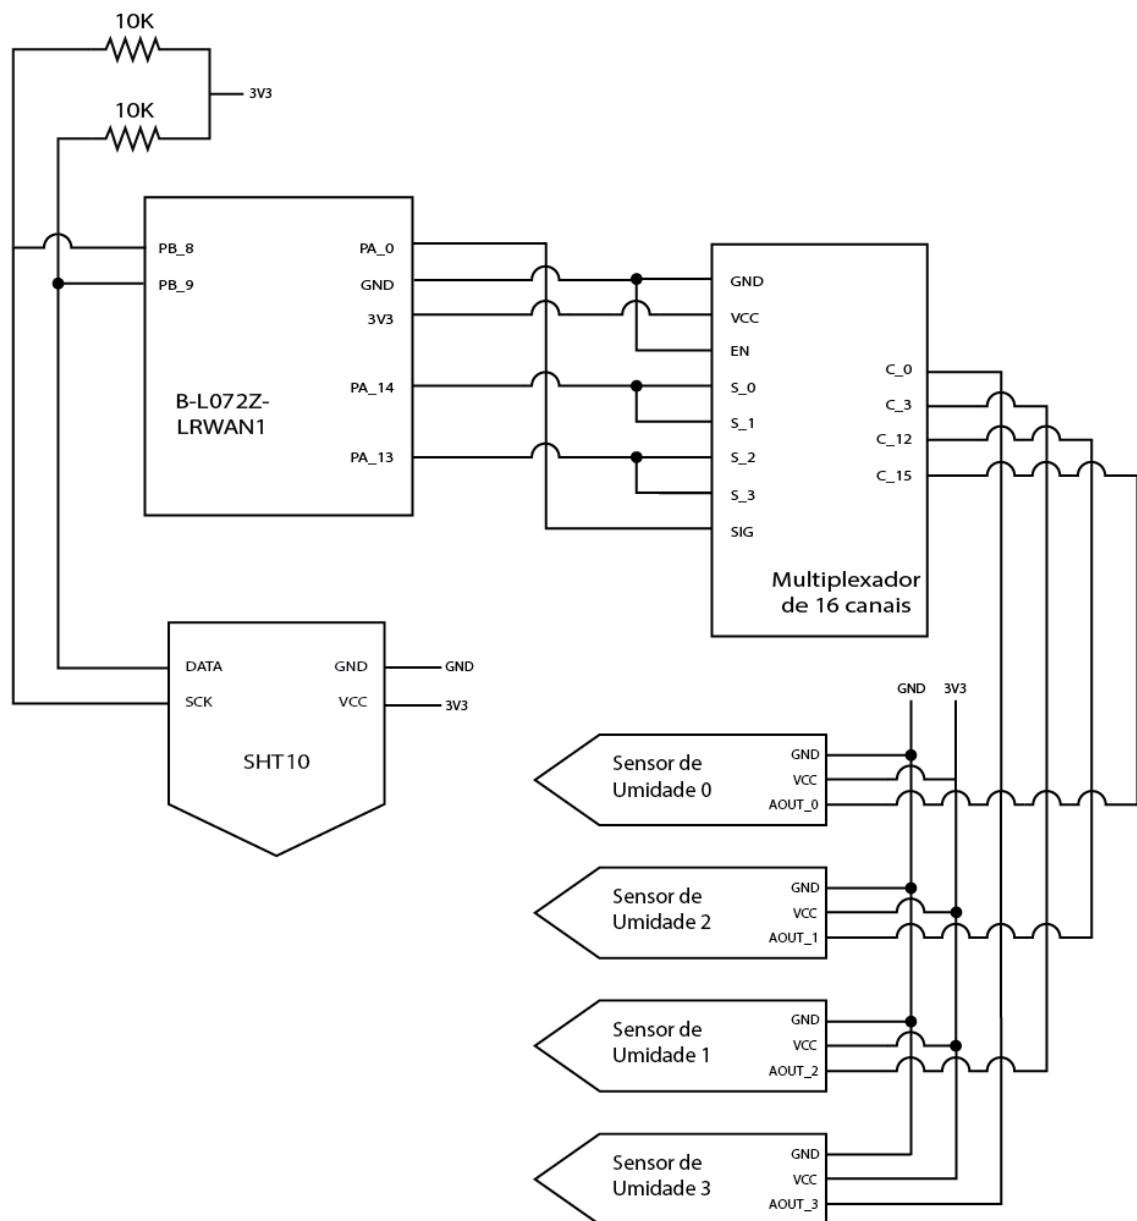 10K
3V3
10K
PB_8
PB_9
PA_0
GND
3V3
PA_14
PA_13
B-L072Z-
LRWAN1
GND
VCC
EN
S_0
S_1
S_2
S_3
SIG
C_0
C_3
C_12
C_15
Multiplexador
de 16 canais
DATA
SCK
GND
VCC
GND
3V3
SHT10
GND
3V3
Sensor de
Umidade 0
GND
VCC
AOUT_0
Sensor de
Umidade 2
GND
VCC
AOUT_1
Sensor de
Umidade 1
GND
VCC
AOUT_2
Sensor de
Umidade 3
GND
VCC
AOUT_3